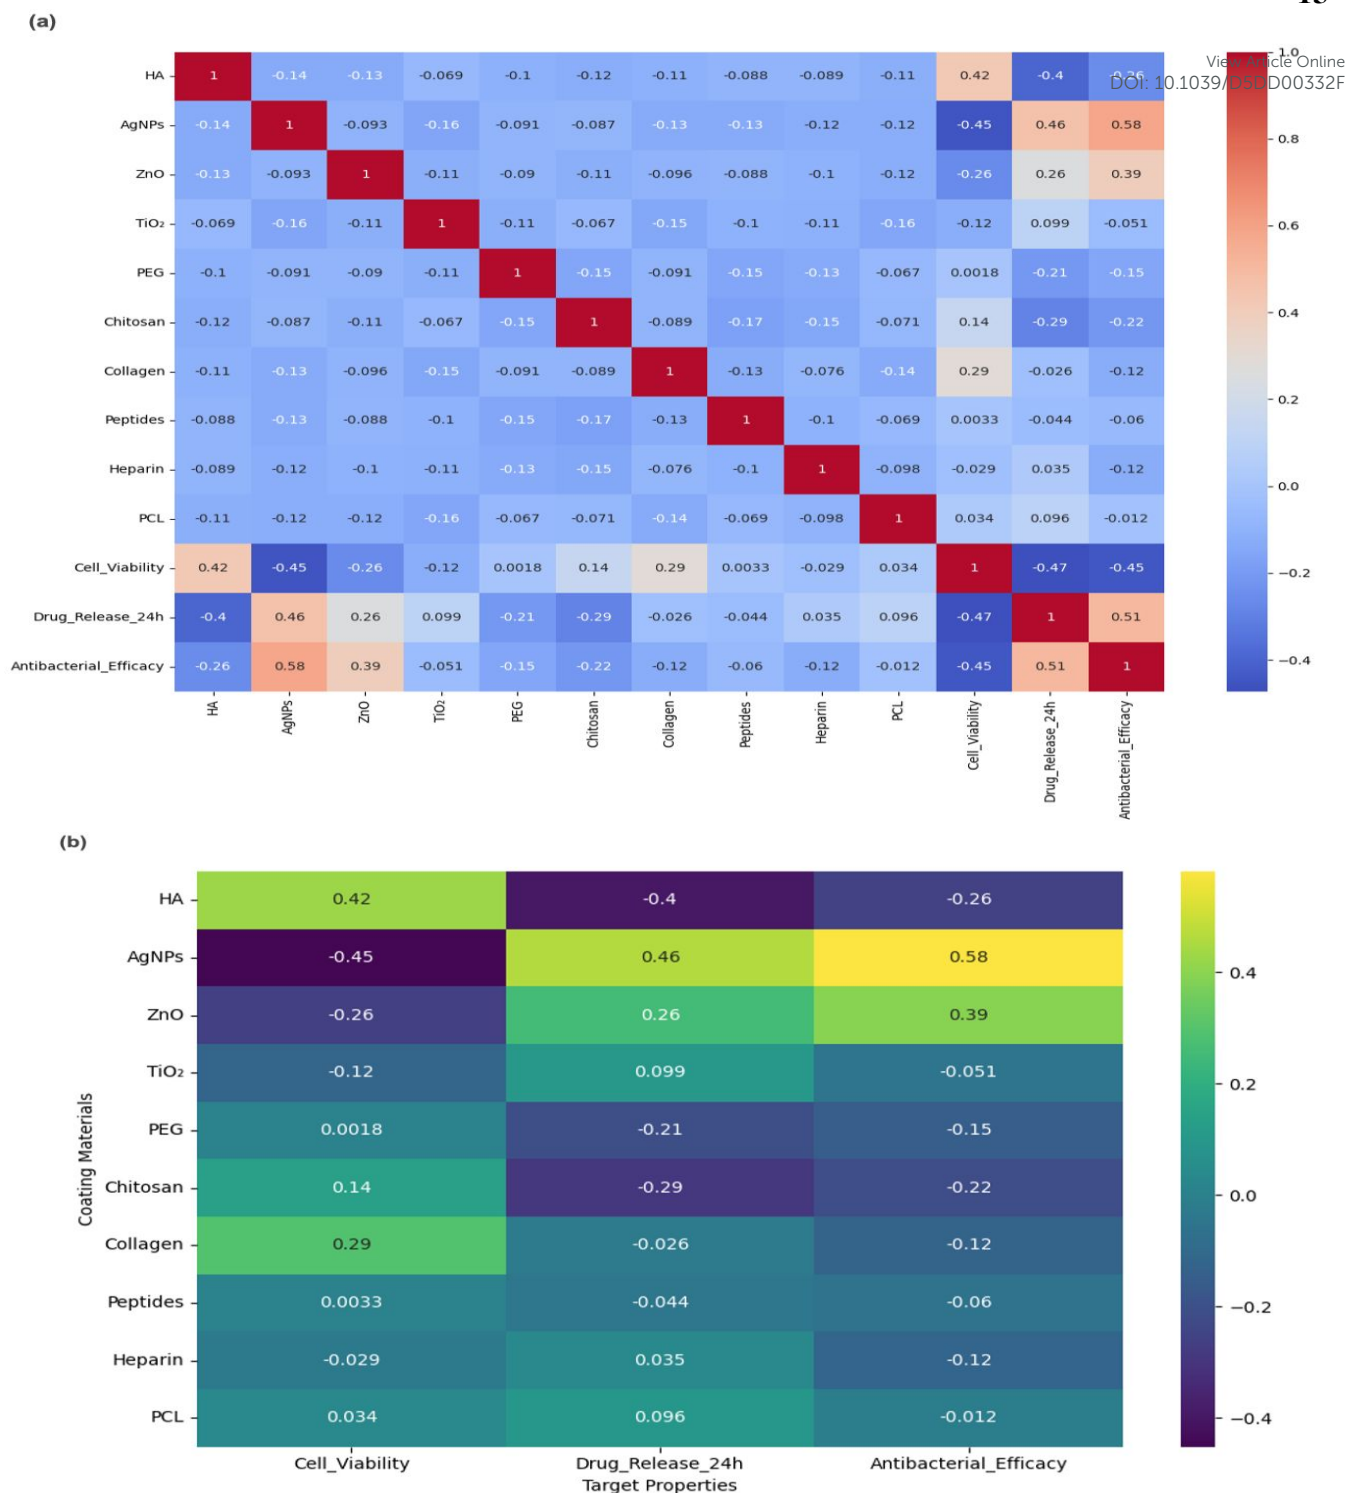 (a)
View Article Online
DOI: 10.1039/D5DD00332F
HA 1 -0.14 -0.13 -0.069 -0.1 -0.12 -0.11 -0.088 -0.089 -0.11 0.42 -0.4 -0.26
AgNPs -0.14 1 -0.093 -0.16 -0.091 -0.087 -0.13 -0.13 -0.12 -0.12 -0.45 0.46 0.58
ZnO -0.13 -0.093 1 -0.11 -0.09 -0.11 -0.096 -0.088 -0.1 -0.12 -0.26 0.26 0.39
TiO₂ -0.069 -0.16 -0.11 1 -0.11 -0.067 -0.15 -0.1 -0.11 -0.16 -0.12 0.099 -0.051
PEG -0.1 -0.091 -0.09 -0.11 1 -0.15 -0.091 -0.15 -0.13 -0.067 0.0018 -0.21 -0.15
Chitosan -0.12 -0.087 -0.11 -0.067 -0.15 1 -0.089 -0.17 -0.15 -0.071 0.14 -0.29 -0.22
Collagen -0.11 -0.13 -0.096 -0.15 -0.091 -0.089 1 -0.13 -0.076 -0.14 0.29 -0.026 -0.12
Peptides -0.088 -0.13 -0.088 -0.1 -0.15 -0.17 -0.13 1 -0.1 -0.069 0.0033 -0.044 -0.06
Heparin -0.089 -0.12 -0.1 -0.11 -0.13 -0.15 -0.076 -0.1 1 -0.098 -0.029 0.035 -0.12
PCL -0.11 -0.12 -0.12 -0.16 -0.067 -0.071 -0.14 -0.069 -0.098 1 0.034 0.096 -0.012
Cell_Viability 0.42 -0.45 -0.26 -0.12 0.0018 0.14 0.29 0.0033 -0.029 0.034 1 -0.47 -0.45
Drug_Release_24h -0.4 0.46 0.26 0.099 -0.21 -0.29 -0.026 -0.044 0.035 0.096 -0.47 1 0.51
Antibacterial_Efficacy -0.26 0.58 0.39 -0.051 -0.15 -0.22 -0.12 -0.06 -0.12 -0.012 -0.45 0.51 1
HA AgNPs ZnO TiO₂ PEG Chitosan Collagen Peptides Heparin PCL Cell_Viability Drug_Release_24h Antibacterial_Efficacy
1.0
0.8
0.6
0.4
0.2
0.0
−0.2
−0.4
(b)
Coating Materials
HA 0.42 -0.4 -0.26
AgNPs -0.45 0.46 0.58
ZnO -0.26 0.26 0.39
TiO₂ -0.12 0.099 -0.051
PEG 0.0018 -0.21 -0.15
Chitosan 0.14 -0.29 -0.22
Collagen 0.29 -0.026 -0.12
Peptides 0.0033 -0.044 -0.06
Heparin -0.029 0.035 -0.12
PCL 0.034 0.096 -0.012
Cell_Viability Drug_Release_24h Antibacterial_Efficacy
Target Properties
0.4
0.2
0.0
−0.2
−0.4